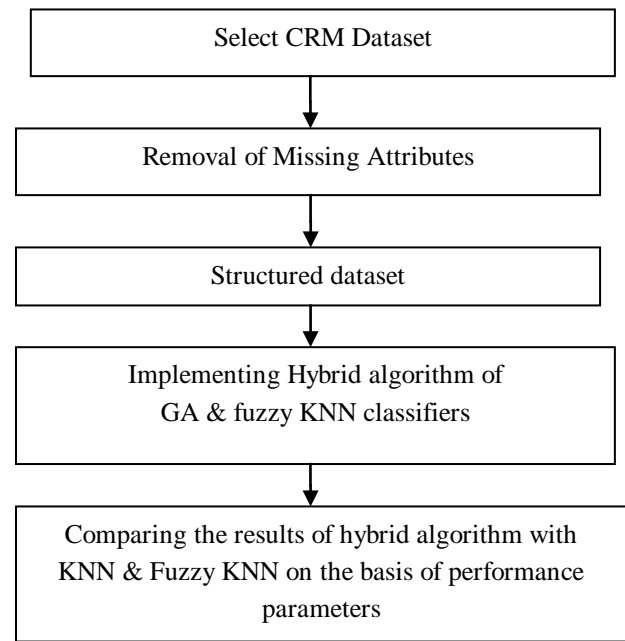 Select CRM Dataset
Removal of Missing Attributes
Structured dataset
Implementing Hybrid algorithm of
GA & fuzzy KNN classifiers
Comparing the results of hybrid algorithm with
KNN & Fuzzy KNN on the basis of performance
parameters